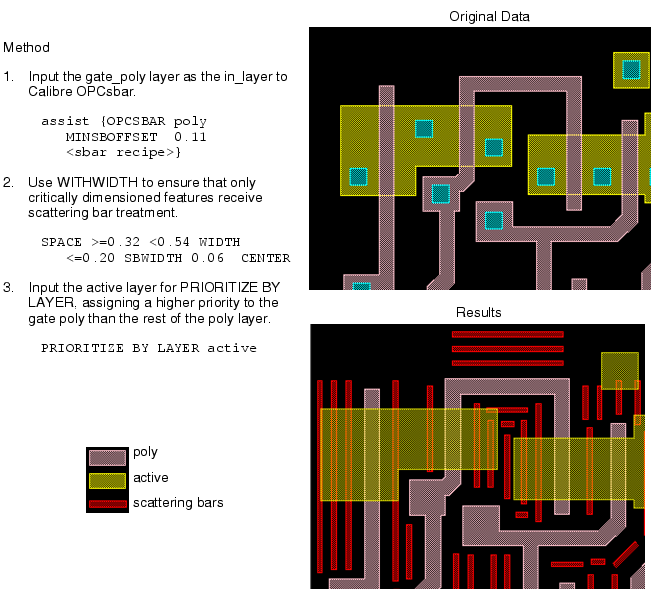 Original Data
Method
1. Input the gate_poly layer as the in_layer to
Calibre OPCsbar.
assist {OPCSBAR poly
MINSBOFFSET 0.11
<sbar recipe>}
2. Use WITHWIDTH to ensure that only
critically dimensioned features receive
scattering bar treatment.
SPACE >=0.32 <0.54 WIDTH
<=0.20 SBWIDTH 0.06 CENTER
3. Input the active layer for PRIORITIZE BY
LAYER, assigning a higher priority to the
gate poly than the rest of the poly layer.
PRIORITIZE BY LAYER active
Results
poly
active
scattering bars